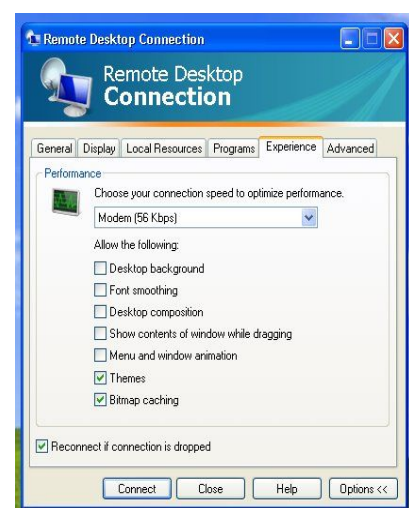 Remote Desktop Connection
Remote Desktop
Connection
General Display Local Resources Programs Experience Advanced
Performance
Choose your connection speed to optimize performance.
Modem (56 Kbps)
Allow the following:
Desktop background
Font smoothing
Desktop composition
Show contents of window while dragging
Menu and window animation
Themes
Bitmap caching
Reconnect if connection is dropped
Connect Close Help Options <<